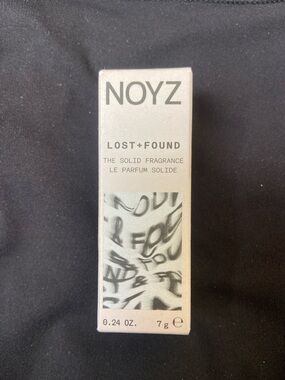 NOYZ
LOST+FOUND
THE SOLID FRAGRANCE
LE PARFUM SOLIDE
0.24 OZ. 7g ℮